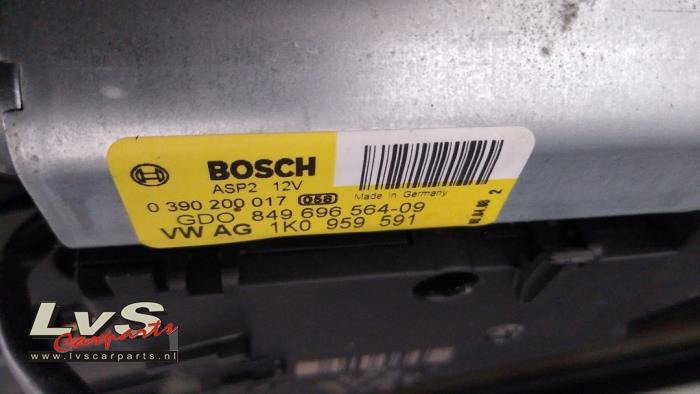 BOSCH
ASP2 12V
0 390 200 017 058 Made in Germany
GDO 849 696 564-09
VW AG 1K0 959 591
2
LvS
Carparts
www.lvscarparts.nl